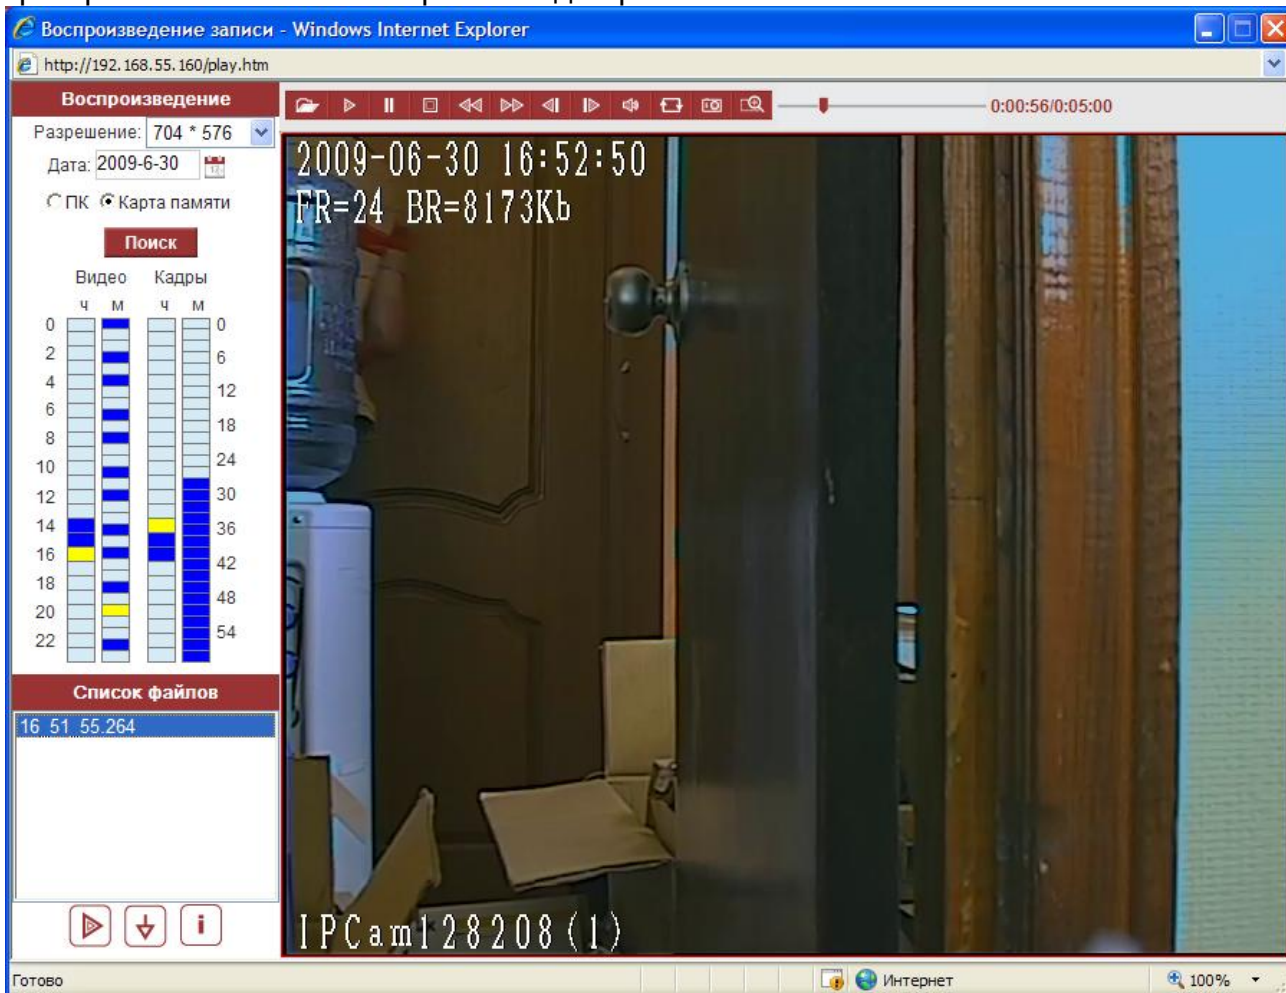 Воспроизведение записи - Windows Internet Explorer
http://192.168.55.160/play.htm
Воспроизведение
0:00:56/0:05:00
Разрешение: 704 * 576
Дата: 2009-6-30
ПК Карта памяти
Поиск
Видео Кадры
ч м ч м
0 0
2 6
4 12
6 18
8 24
10 30
12 36
14 42
16 48
18 54
20
22
Список файлов
16 51 55.264
2009-06-30 16:52:50
FR=24 BR=8173Kb
IPCam128208(1)
Готово Интернет 100%